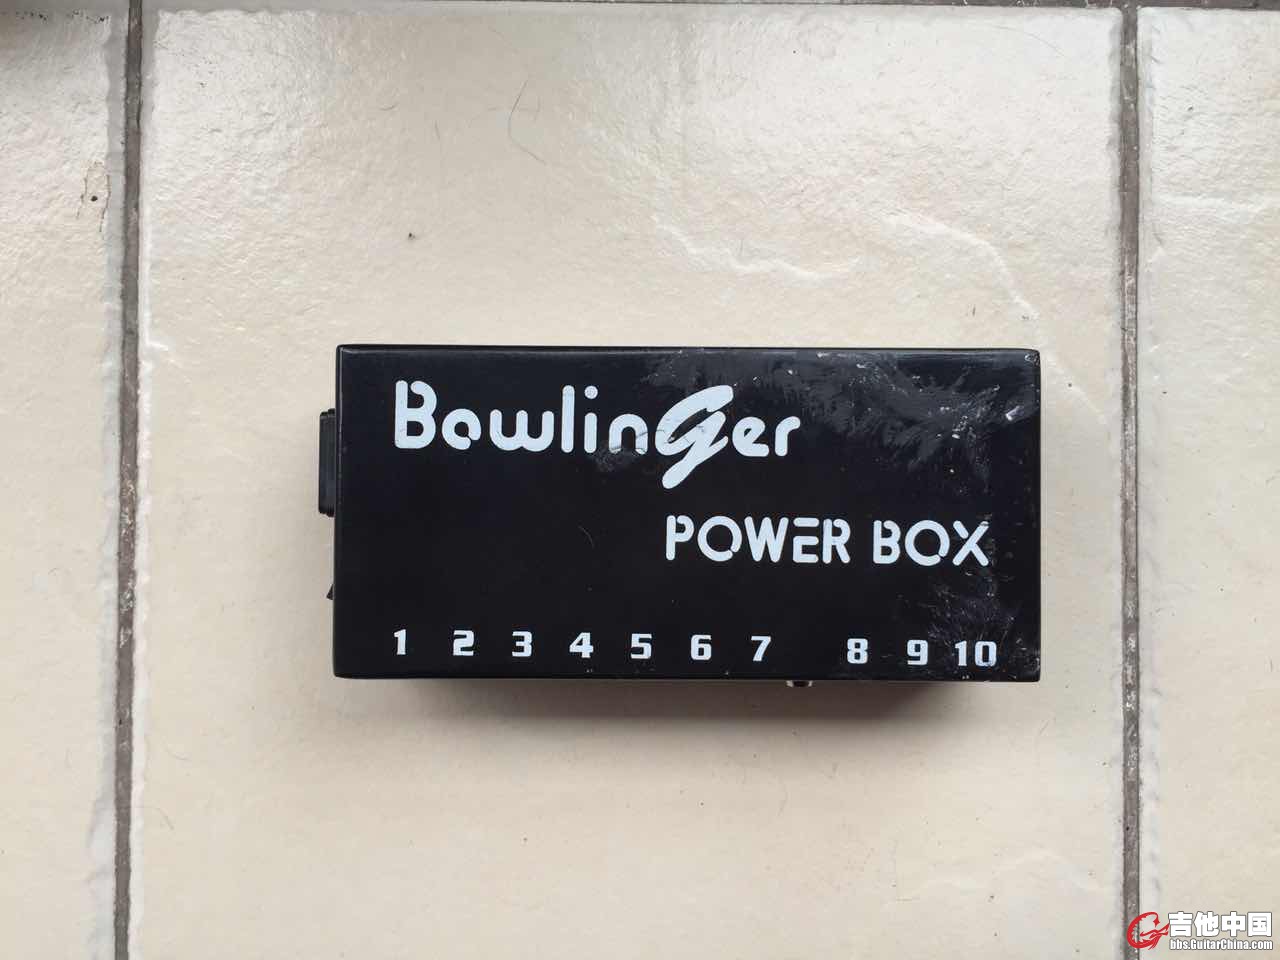 BowlinGer
POWER BOX
1 2 3 4 5 6 7 8 9 10
吉他中国
bbs.GuitarChina.com